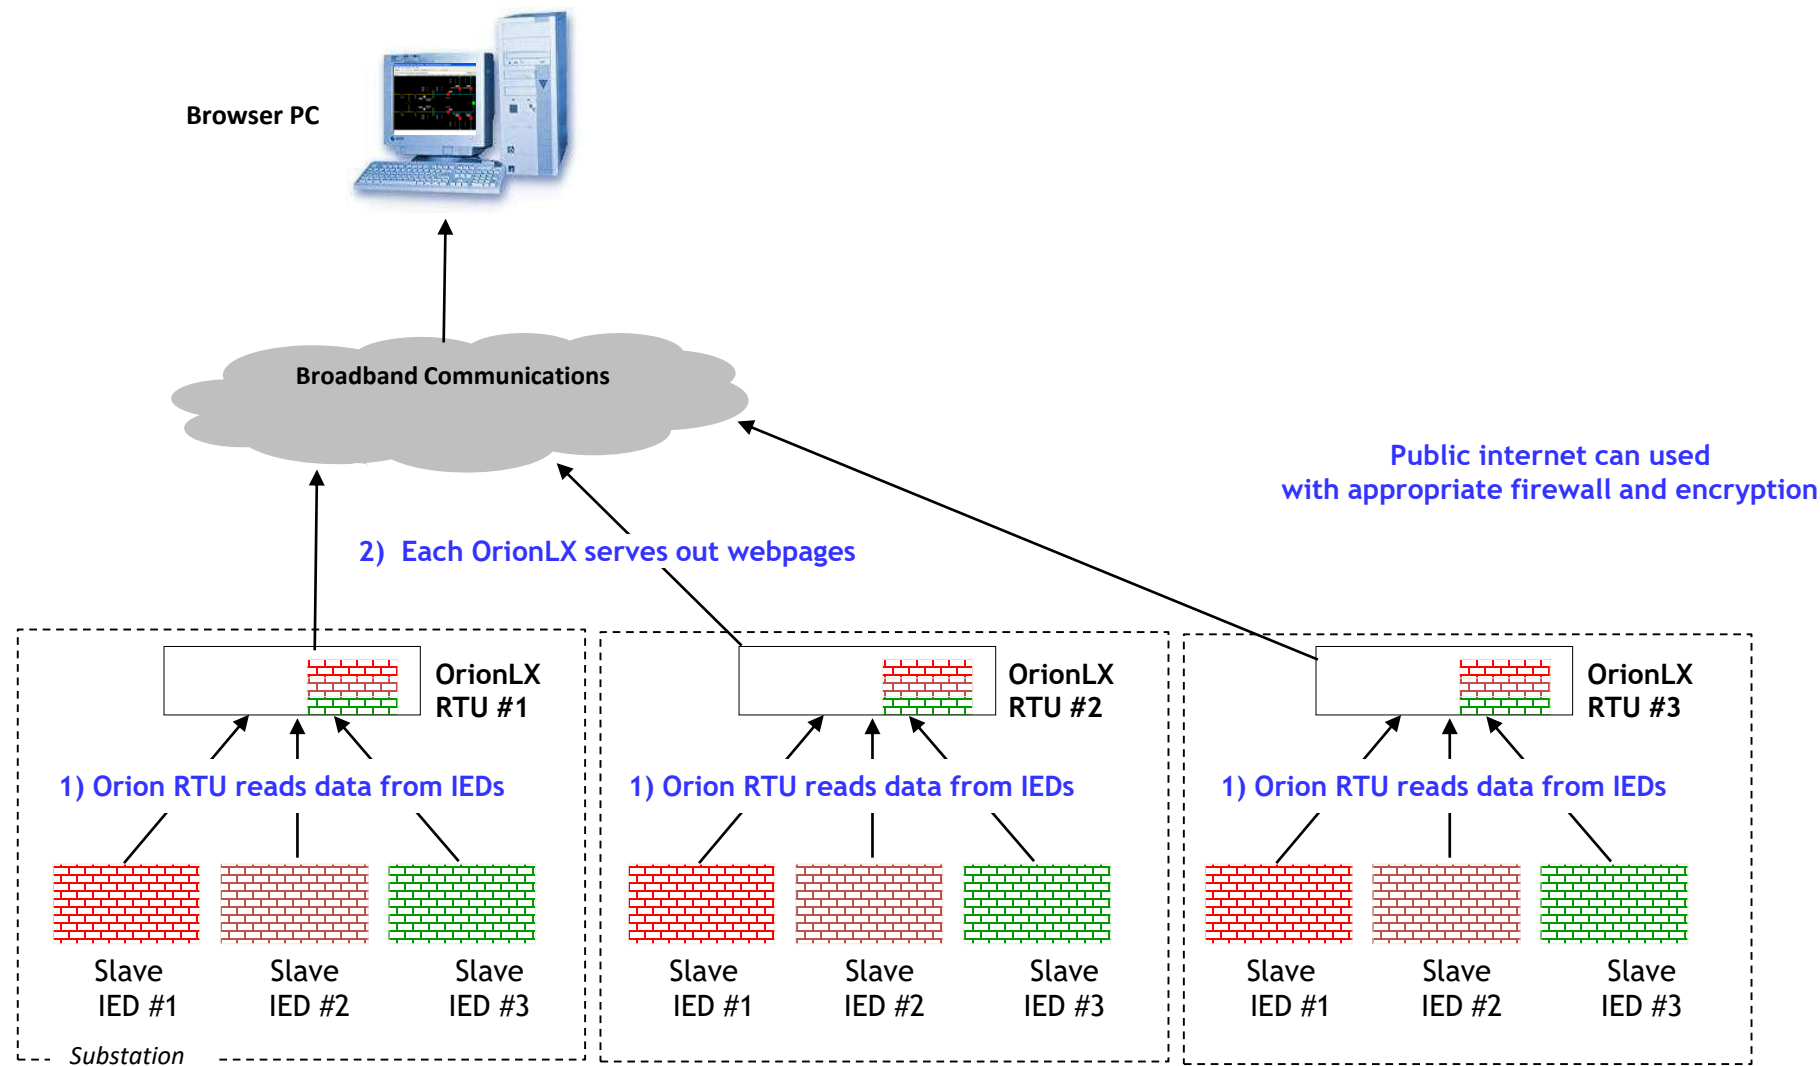 Browser PC
Broadband Communications
Public internet can used
with appropriate firewall and encryption
2)  Each OrionLX serves out webpages
OrionLX
RTU #1
OrionLX
RTU #2
OrionLX
RTU #3
1) Orion RTU reads data from IEDs
1) Orion RTU reads data from IEDs
1) Orion RTU reads data from IEDs
Slave
IED #1
Slave
IED #2
Slave
IED #3
Slave
IED #1
Slave
IED #2
Slave
IED #3
Slave
IED #1
Slave
IED #2
Slave
IED #3
Substation